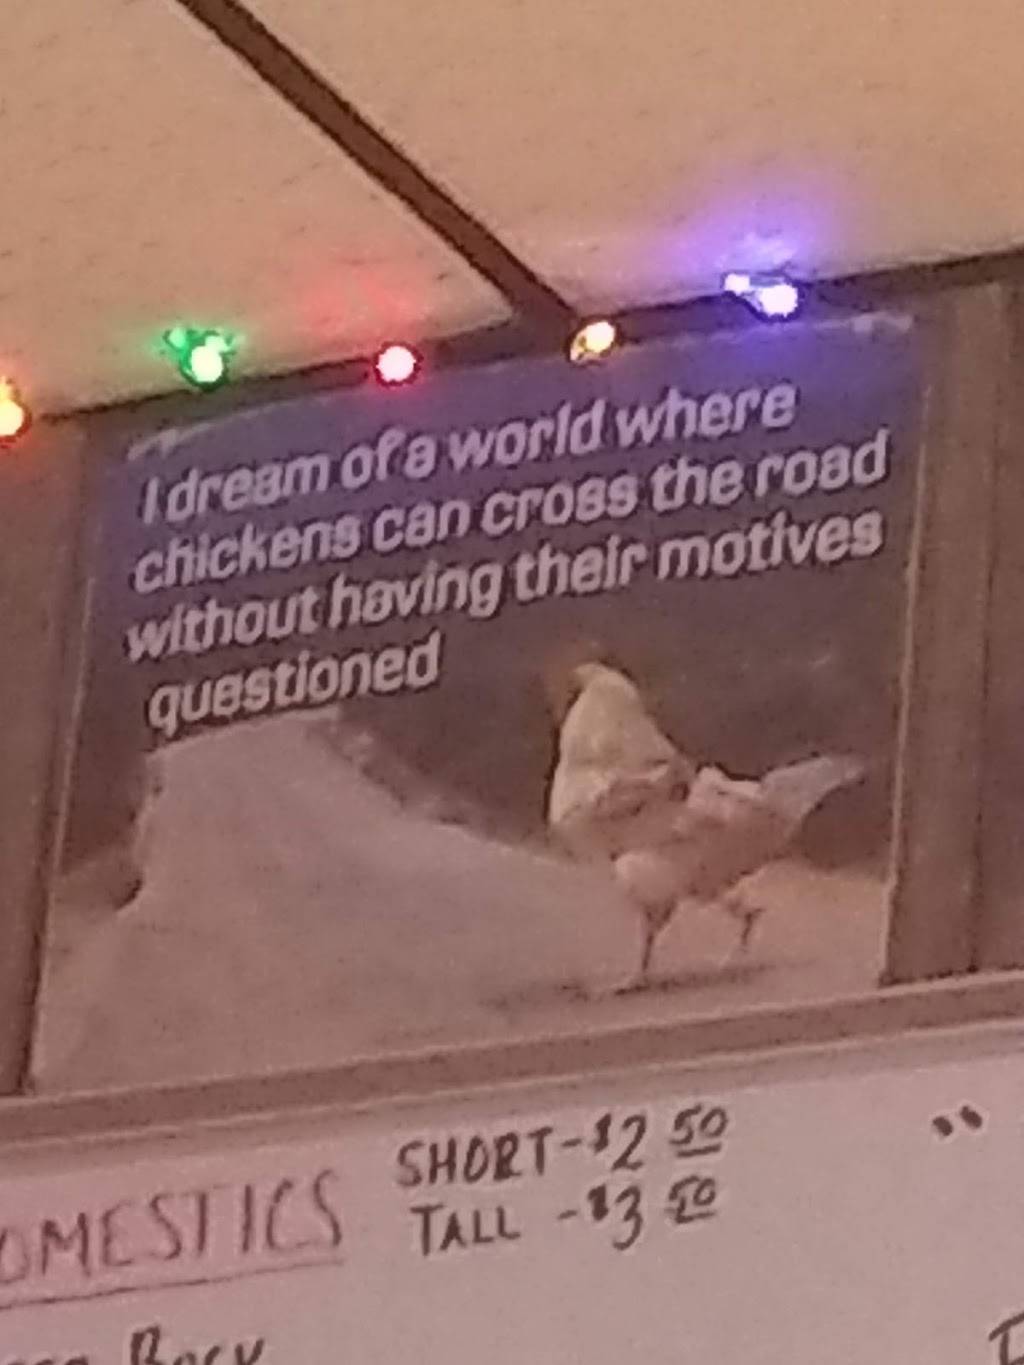 I dream of a world where
chickens can cross the road
without having their motives
questioned
SHORT-$2 50
OMESTICS
TALL -$3 50